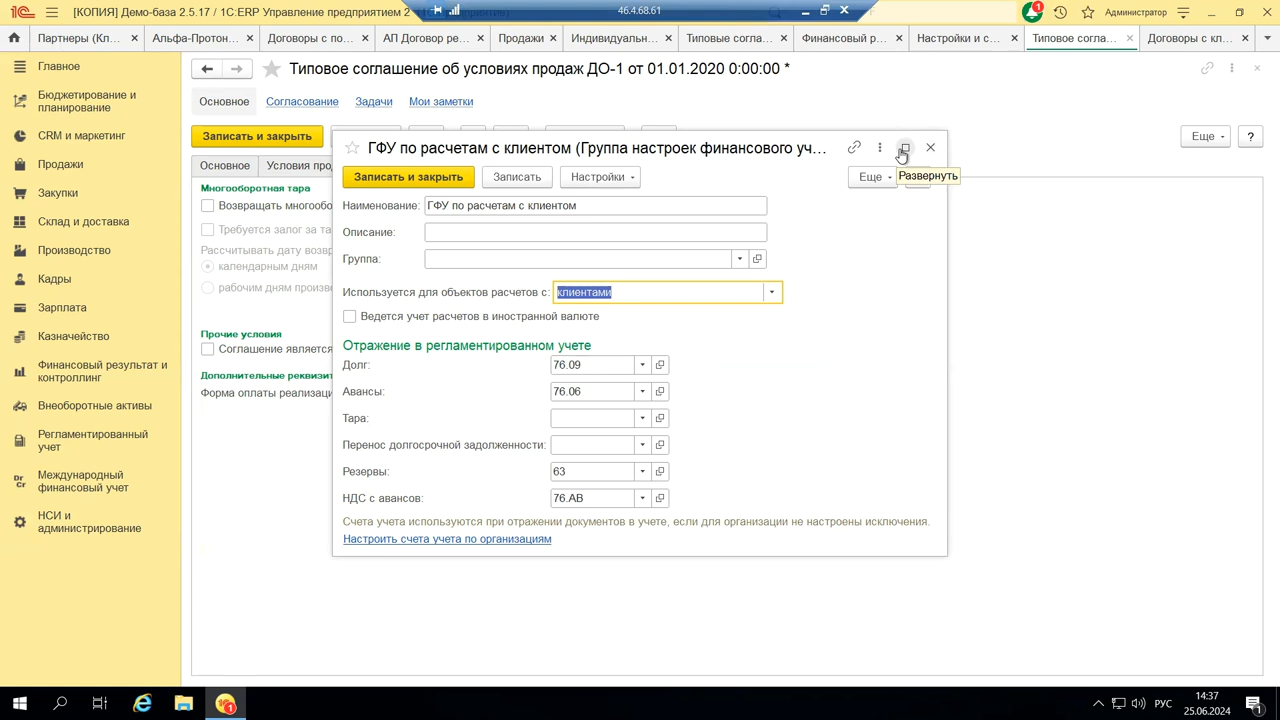 [КОПИЯ] Демо-база 2.5.17 / 1С:ERP Управление предприятием 2
46.4.68.61
Администратор
1
Партнеры (Кл...
Альфа-Протон...
Договоры с по...
АП Договор ре...
Продажи
Индивидуальн...
Типовые согла...
Финансовый р...
Настройки и с...
Типовое согла...
Договоры с кл...
Главное
Бюджетирование и планирование
CRM и маркетинг
Продажи
Закупки
Склад и доставка
Производство
Кадры
Зарплата
Казначейство
Финансовый результат и контроллинг
Внеоборотные активы
Регламентированный учет
Международный финансовый учет
НСИ и администрирование
Типовое соглашение об условиях продаж ДО-1 от 01.01.2020 0:00:00 *
Основное
Согласование
Задачи
Мои заметки
Записать и закрыть
Еще
?
Основное
Условия прод
Многооборотная тара
Возвращать многообо
Требуется залог за та
Рассчитывать дату возвр
календарным дням
рабочим дням произв
Прочие условия
Соглашение является
Дополнительные реквизит
Форма оплаты реализаци
ГФУ по расчетам с клиентом (Группа настроек финансового уч...
Записать и закрыть
Записать
Настройки
Еще
Развернуть
Наименование: ГФУ по расчетам с клиентом
Описание:
Группа:
Используется для объектов расчетов с: клиентами
Ведется учет расчетов в иностранной валюте
Отражение в регламентированном учете
Долг: 76.09
Авансы: 76.06
Тара:
Перенос долгосрочной задолженности:
Резервы: 63
НДС с авансов: 76.АВ
Счета учета используются при отражении документов в учете, если для организации не настроены исключения.
Настроить счета учета по организациям
1
РУС
14:37
25.06.2024
1